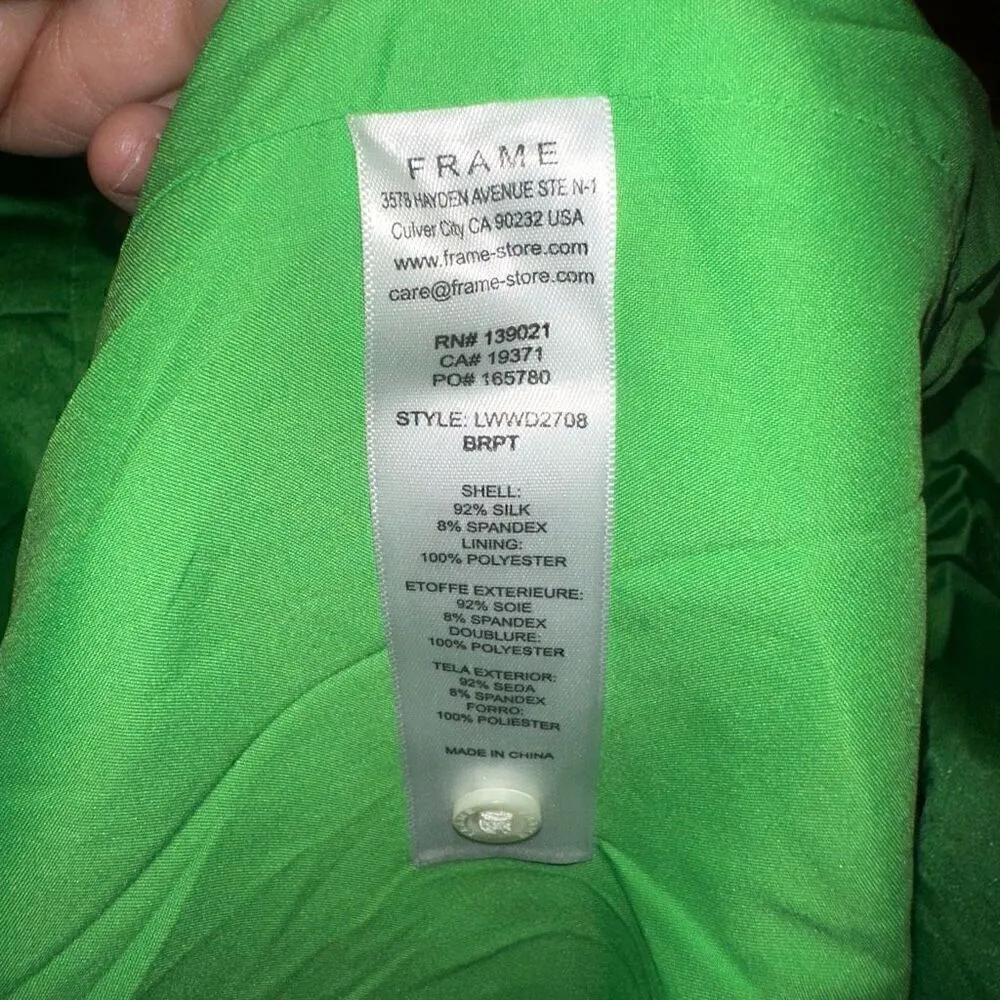 FRAME
3578 HAYDEN AVENUE STE N-1
Culver City CA 90232 USA
www.frame-store.com
care@frame-store.com
RN# 139021
CA# 19371
PO# 165780
STYLE: LWWD2708
BRPT
SHELL:
92% SILK
8% SPANDEX
LINING:
100% POLYESTER
ETOFFE EXTERIEURE:
92% SOIE
8% SPANDEX
DOUBLURE:
100% POLYESTER
TELA EXTERIOR:
92% SEDA
8% SPANDEX
FORRO:
100% POLIESTER
MADE IN CHINA